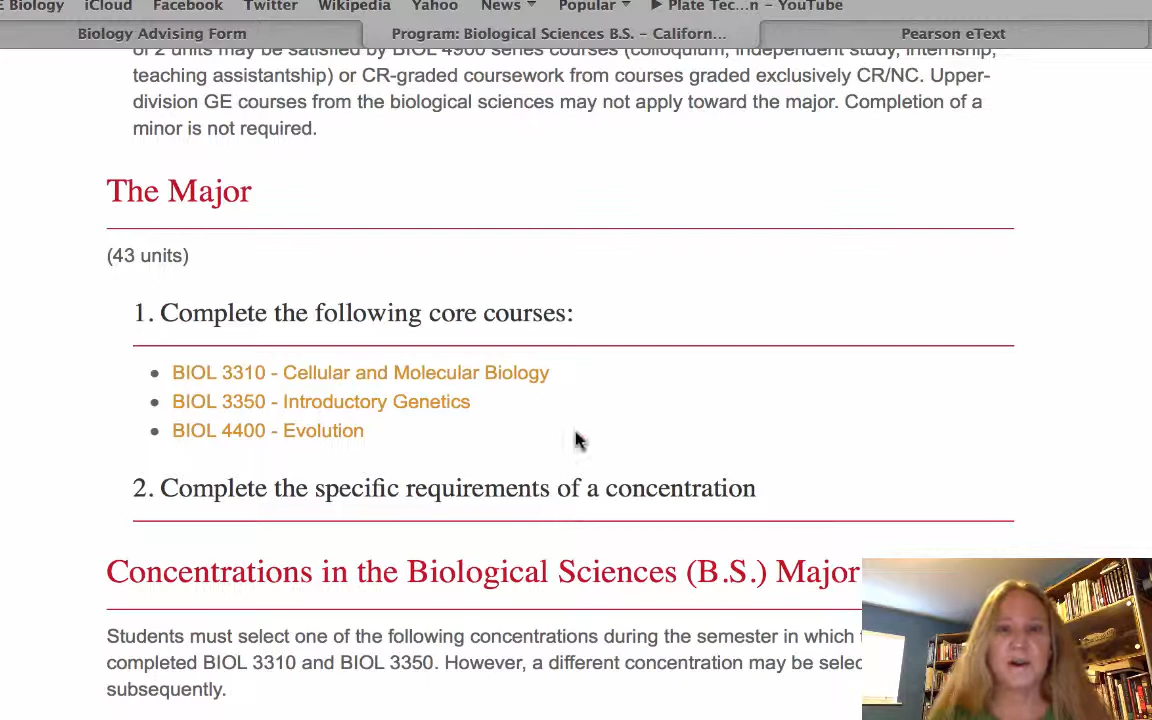 E Biology iCloud Facebook Twitter Wikipedia Yahoo News Popular Plate Tec...n - YouTube
Biology Advising Form Program: Biological Sciences B.S. - Californ... Pearson eText
of 2 units may be satisfied by BIOL 4900 series courses (colloquium, independent study, internship,
teaching assistantship) or CR-graded coursework from courses graded exclusively CR/NC. Upper-
division GE courses from the biological sciences may not apply toward the major. Completion of a
minor is not required.
The Major
(43 units)
1. Complete the following core courses:
• BIOL 3310 - Cellular and Molecular Biology
• BIOL 3350 - Introductory Genetics
• BIOL 4400 - Evolution
2. Complete the specific requirements of a concentration
Concentrations in the Biological Sciences (B.S.) Major
Students must select one of the following concentrations during the semester in which
completed BIOL 3310 and BIOL 3350. However, a different concentration may be selec
subsequently.